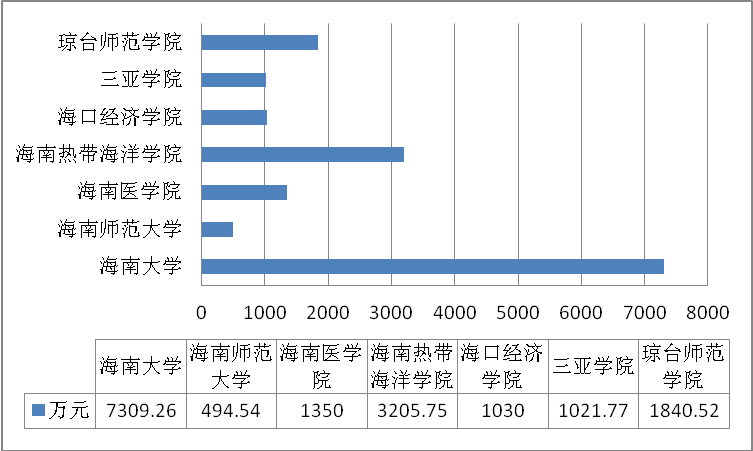 琼台师范学院
三亚学院
海口经济学院
海南热带海洋学院
海南医学院
海南师范大学
海南大学
0 1000 2000 3000 4000 5000 6000 7000 8000
海南大学 海南师范 海南医学 海南热带 海口经济 三亚学院 琼台师范
大学 院 海洋学院 学院 学院
万元 7309.26 494.54 1350 3205.75 1030 1021.77 1840.52